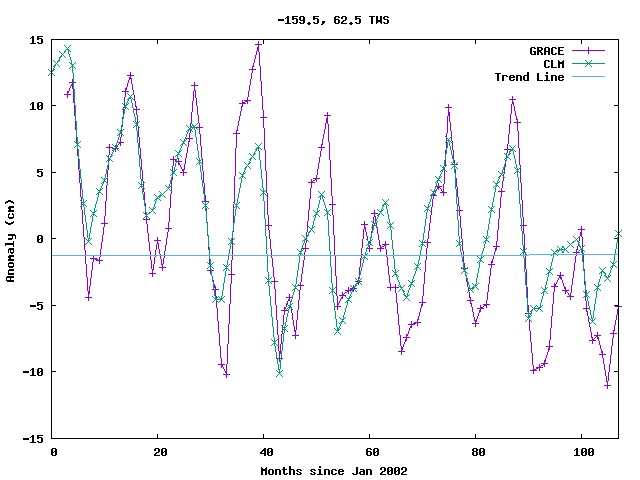 -159.5, 62.5 TWS
GRACE
CLM
Trend Line
15
10
5
0
-5
-10
-15
Anomaly (cm)
0 20 40 60 80 100
Months since Jan 2002